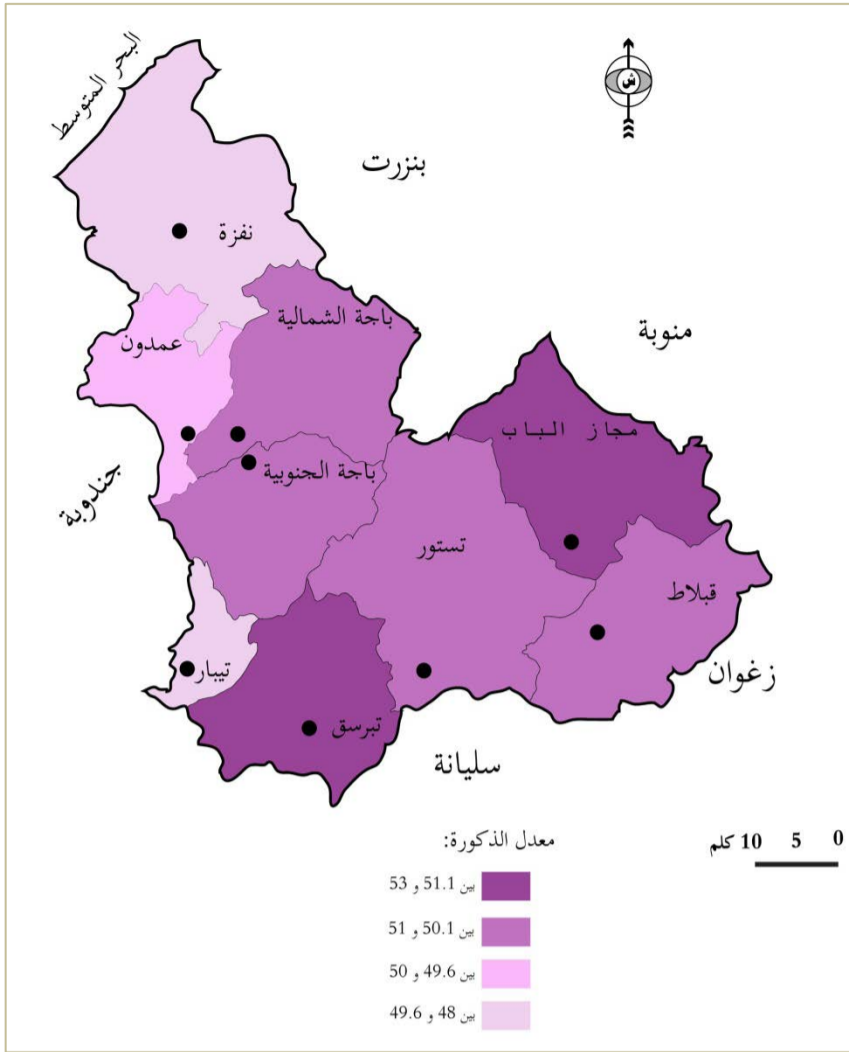 البحر المتوسط
ش
بنزرت
نفزة
باجة الشمالية
منوبة
عمدون
مجاز الباب
باجة الجنوبية
جندوبة
تستور
قبلاط
تيبار
زغوان
تبرسق
سليانة
معدل الذكورة:
0 5 10 كلم
بين 51.1 و 53
بين 50.1 و 51
بين 49.6 و 50
بين 48 و 49.6